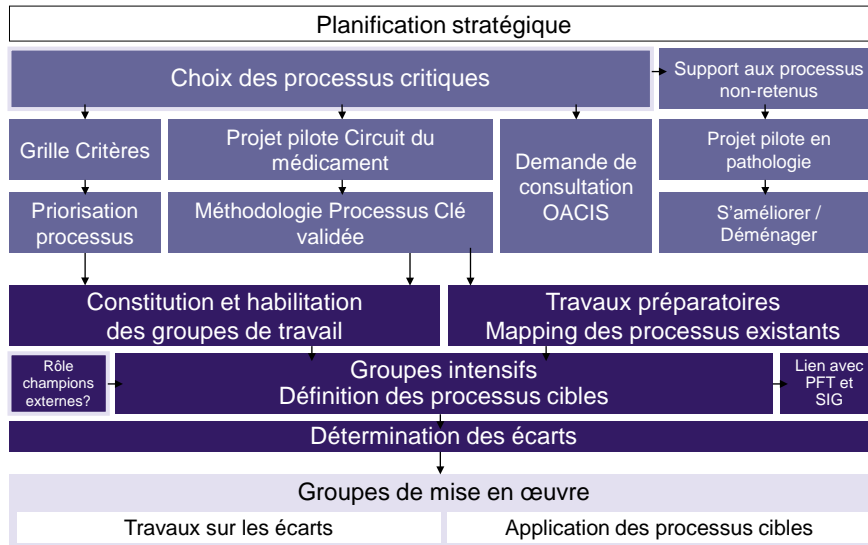 Planification stratégique
Choix des processus critiques
Support aux processus
non-retenus
Grille Critères
Projet pilote Circuit du
médicament
Demande de
consultation
OACIS
Projet pilote en
pathologie
Priorisation
processus
Méthodologie Processus Clé
validée
S'améliorer /
Déménager
Constitution et habilitation
des groupes de travail
Travaux préparatoires
Mapping des processus existants
Rôle
champions
externes?
Groupes intensifs
Définition des processus cibles
Lien avec
PFT et
SIG
Détermination des écarts
Groupes de mise en œuvre
Travaux sur les écarts
Application des processus cibles